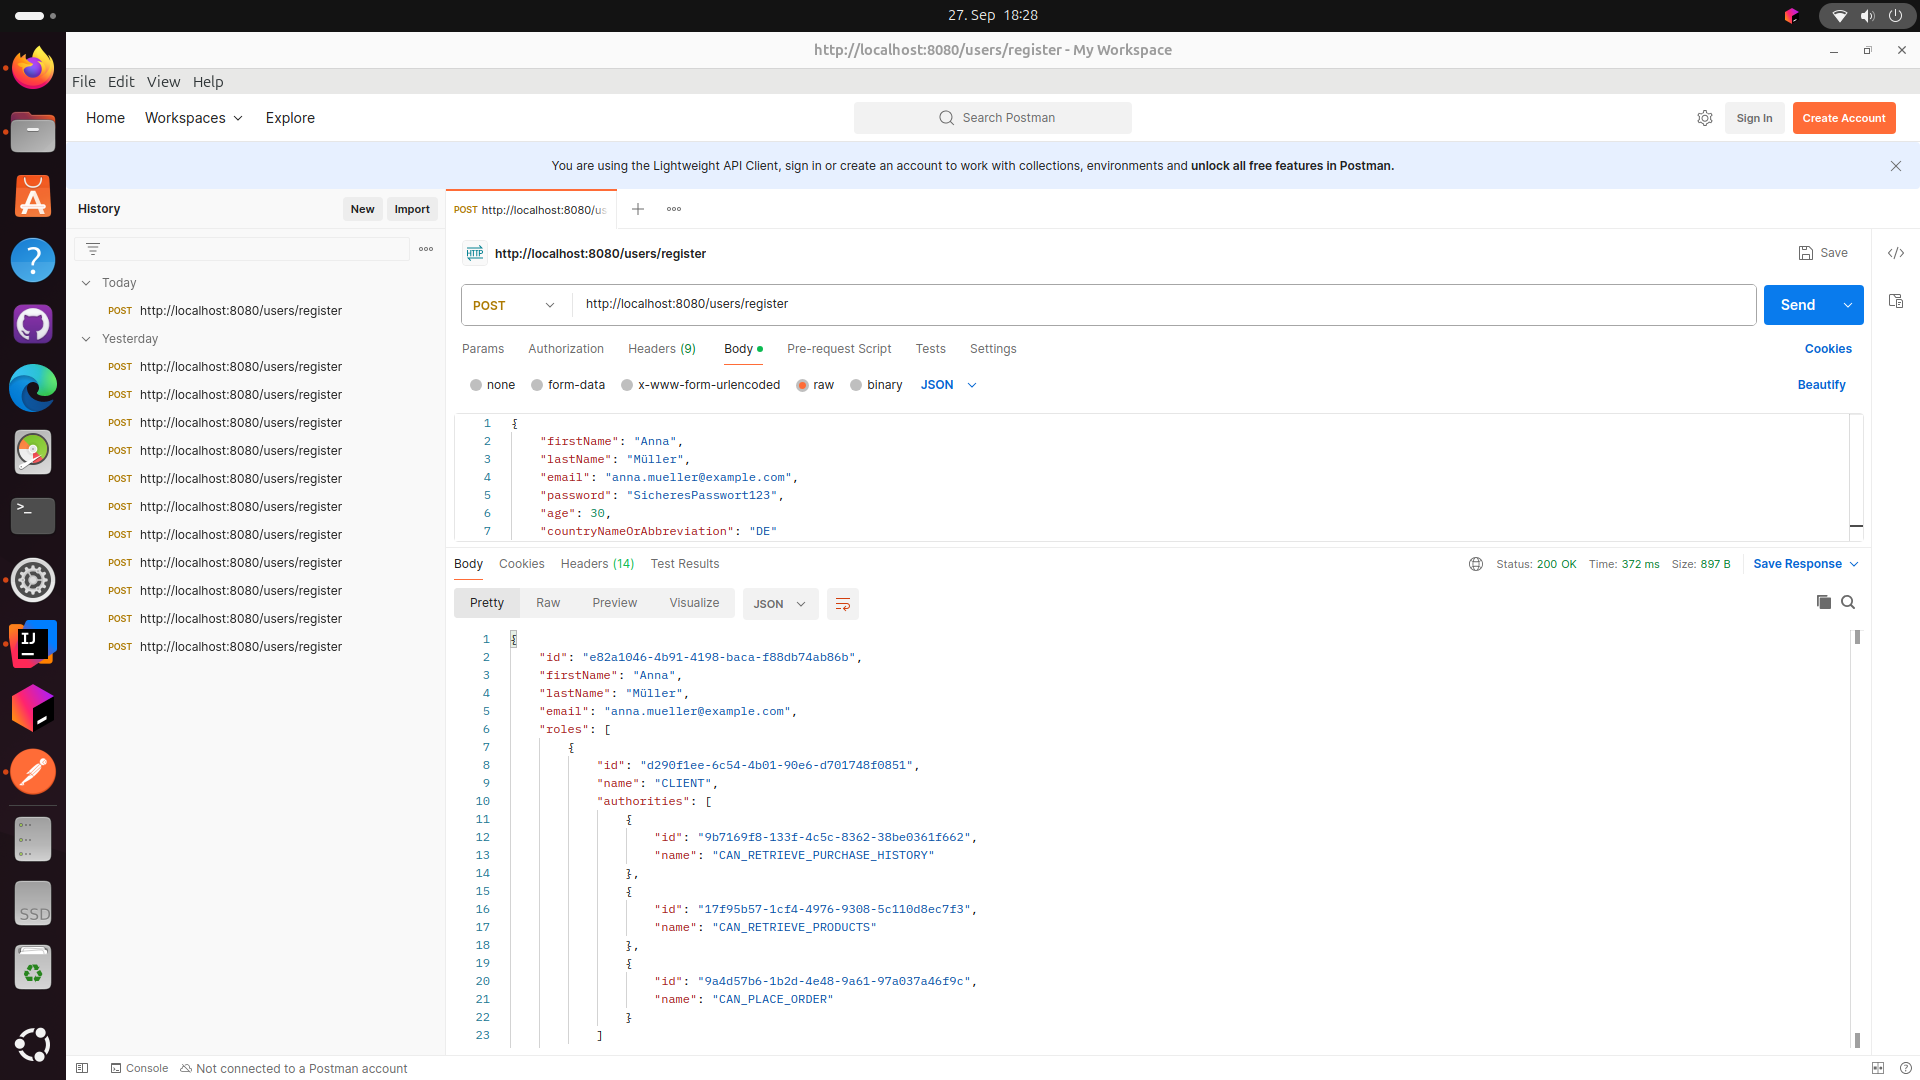 27. Sep 18:28
http://localhost:8080/users/register - My Workspace
File Edit View Help
Home Workspaces Explore
Search Postman
Sign In
Create Account
You are using the Lightweight API Client, sign in or create an account to work with collections, environments and unlock all free features in Postman.
History
New
Import
Today
POST http://localhost:8080/users/register
Yesterday
POST http://localhost:8080/users/register
POST http://localhost:8080/users/register
POST http://localhost:8080/users/register
POST http://localhost:8080/users/register
POST http://localhost:8080/users/register
POST http://localhost:8080/users/register
POST http://localhost:8080/users/register
POST http://localhost:8080/users/register
POST http://localhost:8080/users/register
POST http://localhost:8080/users/register
POST http://localhost:8080/users/register
POST http://localhost:8080/us
HTTP http://localhost:8080/users/register
Save
POST http://localhost:8080/users/register
Send
Params Authorization Headers (9) Body Pre-request Script Tests Settings
Cookies
none form-data x-www-form-urlencoded raw binary JSON
Beautify
1 {
2 "firstName": "Anna",
3 "lastName": "Müller",
4 "email": "anna.mueller@example.com",
5 "password": "SicheresPasswort123",
6 "age": 30,
7 "countryNameOrAbbreviation": "DE"
Body Cookies Headers (14) Test Results
Status: 200 OK Time: 372 ms Size: 897 B
Save Response
Pretty Raw Preview Visualize JSON
1 {
2 "id": "e82a1046-4b91-4198-baca-f88db74ab86b",
3 "firstName": "Anna",
4 "lastName": "Müller",
5 "email": "anna.mueller@example.com",
6 "roles": [
7 {
8 "id": "d290f1ee-6c54-4b01-90e6-d701748f0851",
9 "name": "CLIENT",
10 "authorities": [
11 {
12 "id": "9b7169f8-133f-4c5c-8362-38be0361f662",
13 "name": "CAN_RETRIEVE_PURCHASE_HISTORY"
14 },
15 {
16 "id": "17f95b57-1cf4-4976-9308-5c110d8ec7f3",
17 "name": "CAN_RETRIEVE_PRODUCTS"
18 },
19 {
20 "id": "9a4d57b6-1b2d-4e48-9a61-97a037a46f9c",
21 "name": "CAN_PLACE_ORDER"
22 }
23 ]
Console
Not connected to a Postman account
IJ
SSD